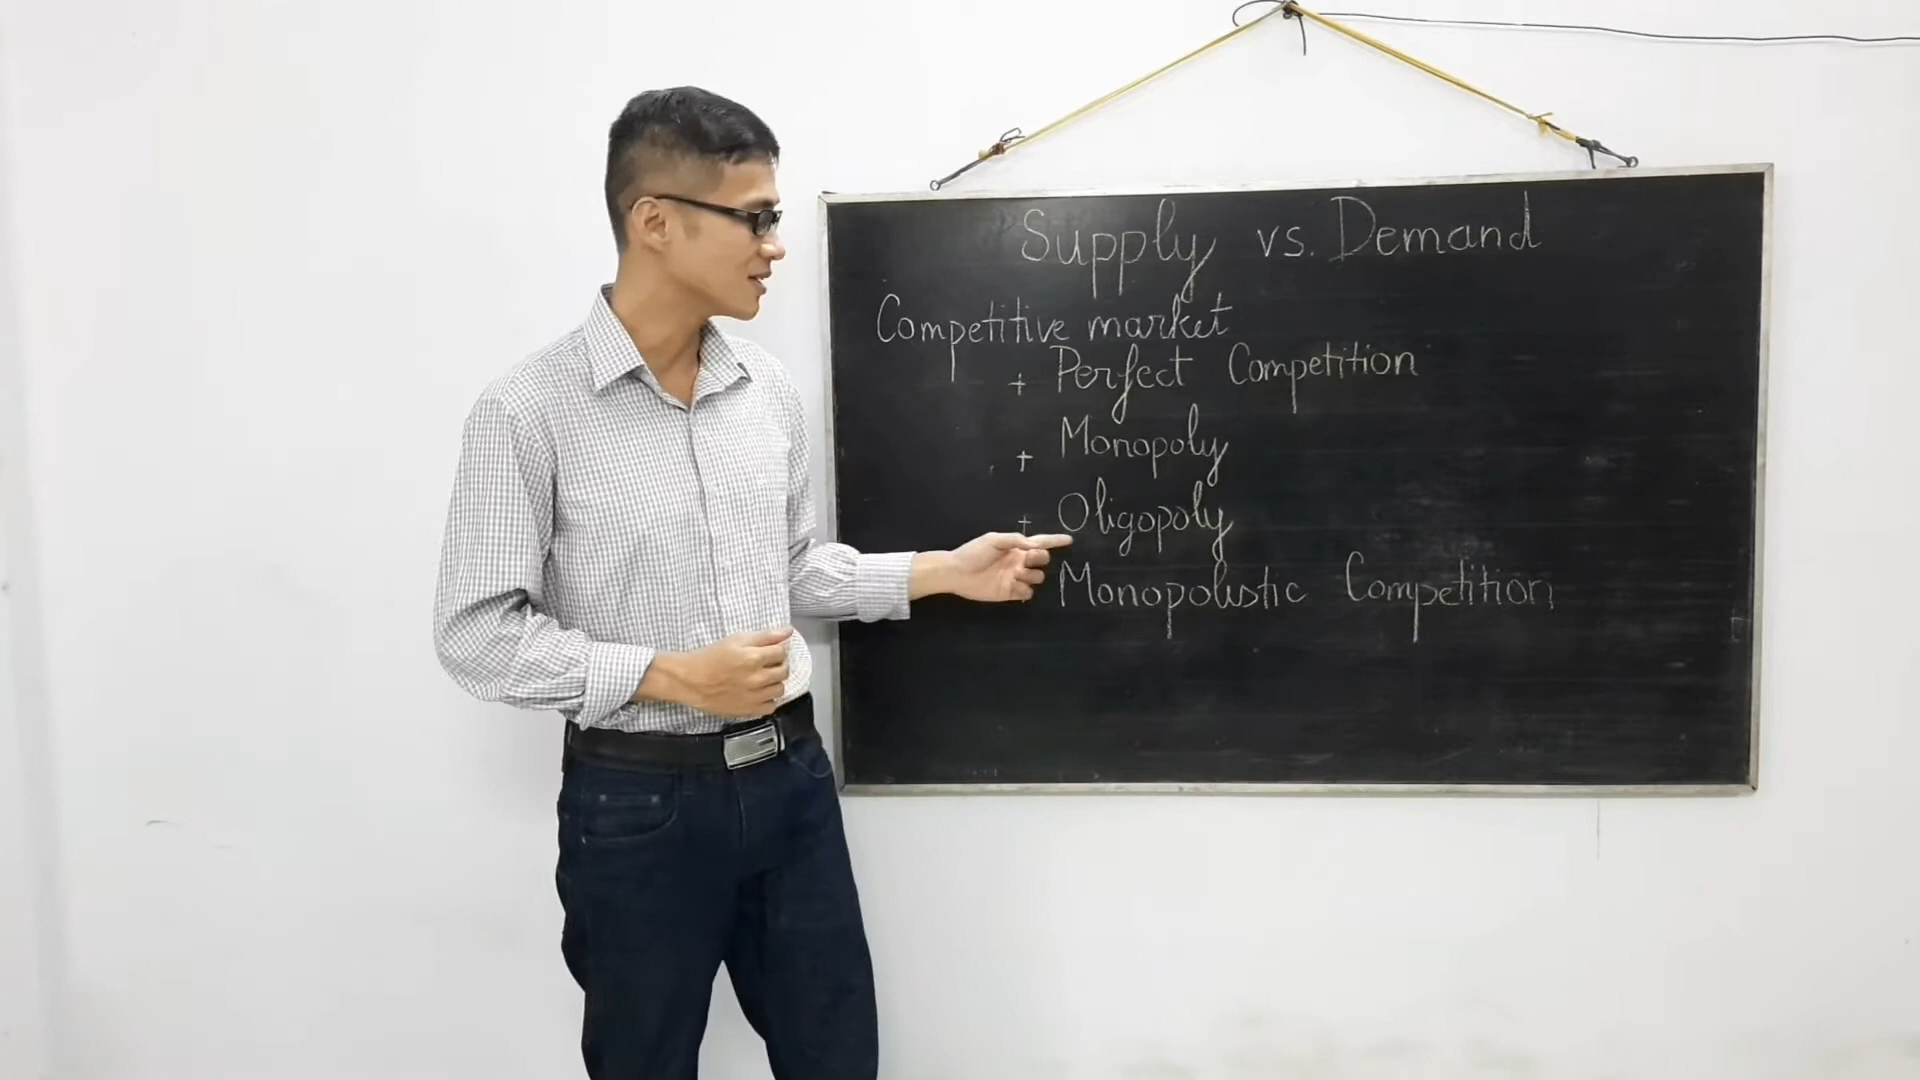 Supply vs. Demand
Competitive market
+ Perfect Competition
+ Monopoly
+ Oligopoly
Monopolistic Competition